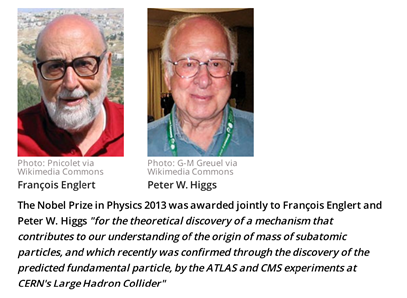 Photo: Pnicolet via
Wikimedia Commons
François Englert
Photo: G-M Greuel via
Wikimedia Commons
Peter W. Higgs
The Nobel Prize in Physics 2013 was awarded jointly to François Englert and
Peter W. Higgs "for the theoretical discovery of a mechanism that
contributes to our understanding of the origin of mass of subatomic
particles, and which recently was confirmed through the discovery of the
predicted fundamental particle, by the ATLAS and CMS experiments at
CERN's Large Hadron Collider"